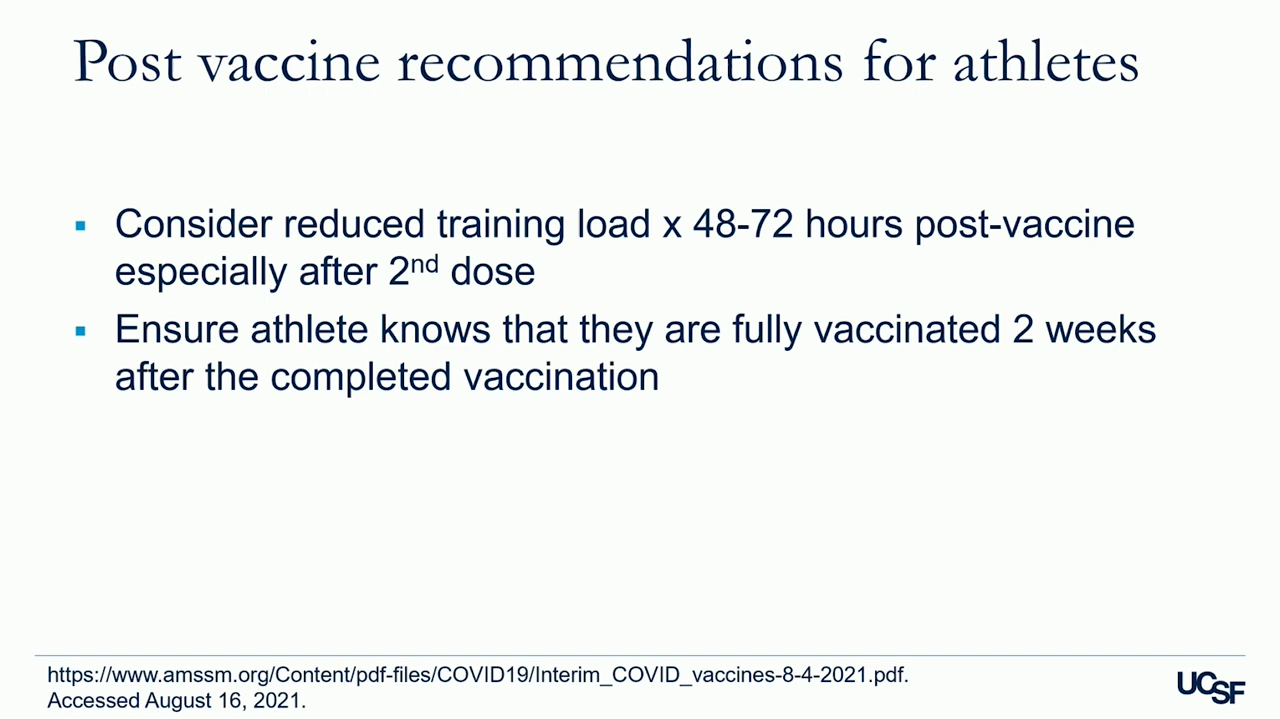 Post vaccine recommendations for athletes
▪ Consider reduced training load x 48-72 hours post-vaccine
especially after 2nd dose
▪ Ensure athlete knows that they are fully vaccinated 2 weeks
after the completed vaccination
https://www.amssm.org/Content/pdf-files/COVID19/Interim_COVID_vaccines-8-4-2021.pdf.
Accessed August 16, 2021.
UCSF